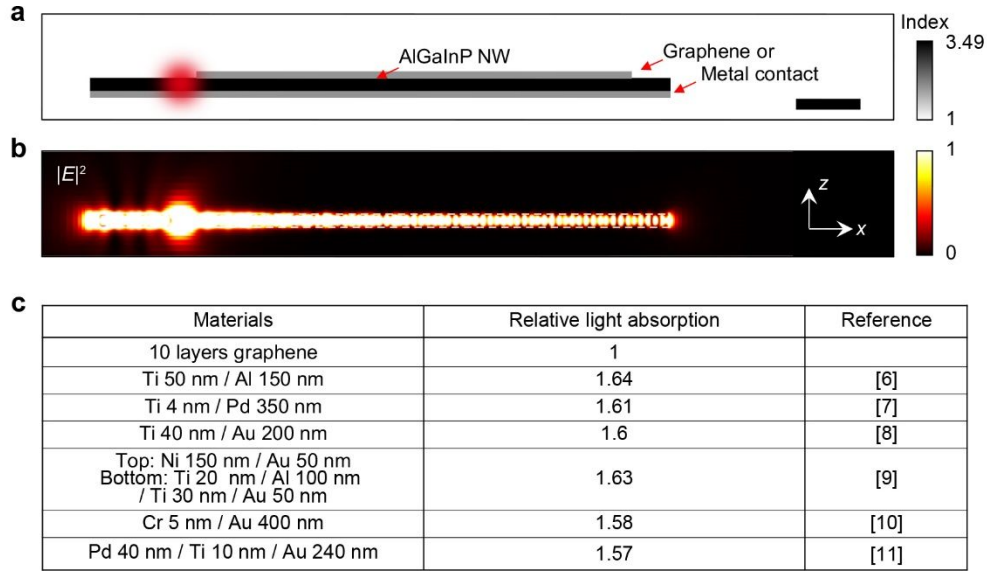 a
Index
3.49
1
AlGaInP NW
Graphene or
Metal contact
b
|E|²
z
x
1
0
c
Materials Relative light absorption Reference
10 layers graphene 1
Ti 50 nm / Al 150 nm 1.64 [6]
Ti 4 nm / Pd 350 nm 1.61 [7]
Ti 40 nm / Au 200 nm 1.6 [8]
Top: Ni 150 nm / Au 50 nm
Bottom: Ti 20 nm / Al 100 nm
/ Ti 30 nm / Au 50 nm
1.63 [9]
Cr 5 nm / Au 400 nm 1.58 [10]
Pd 40 nm / Ti 10 nm / Au 240 nm 1.57 [11]